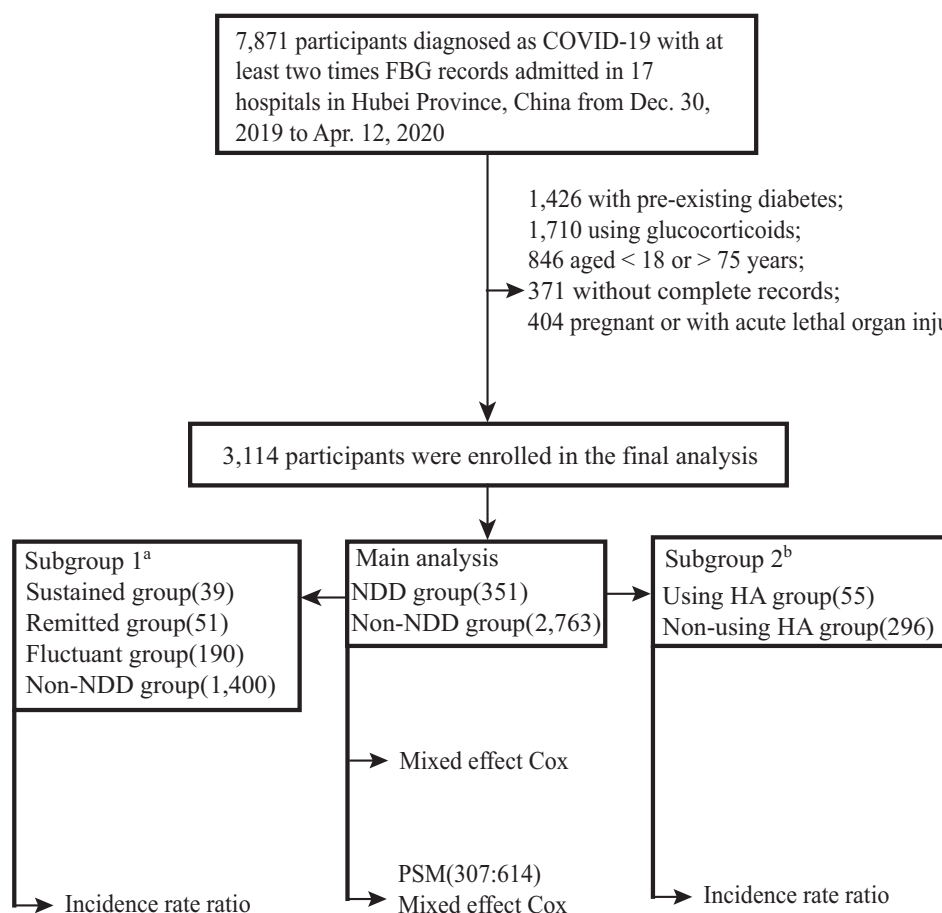 7,871 participants diagnosed as COVID-19 with at
least two times FBG records admitted in 17
hospitals in Hubei Province, China from Dec. 30,
2019 to Apr. 12, 2020
1,426 with pre-existing diabetes;
1,710 using glucocorticoids;
846 aged < 18 or > 75 years;
371 without complete records;
404 pregnant or with acute lethal organ inju
3,114 participants were enrolled in the final analysis
Subgroup 1ᵃ
Sustained group(39)
Remitted group(51)
Fluctuant group(190)
Non-NDD group(1,400)
Main analysis
NDD group(351)
Non-NDD group(2,763)
Subgroup 2ᵇ
Using HA group(55)
Non-using HA group(296)
Mixed effect Cox
PSM(307:614)
Mixed effect Cox
Incidence rate ratio
Incidence rate ratio